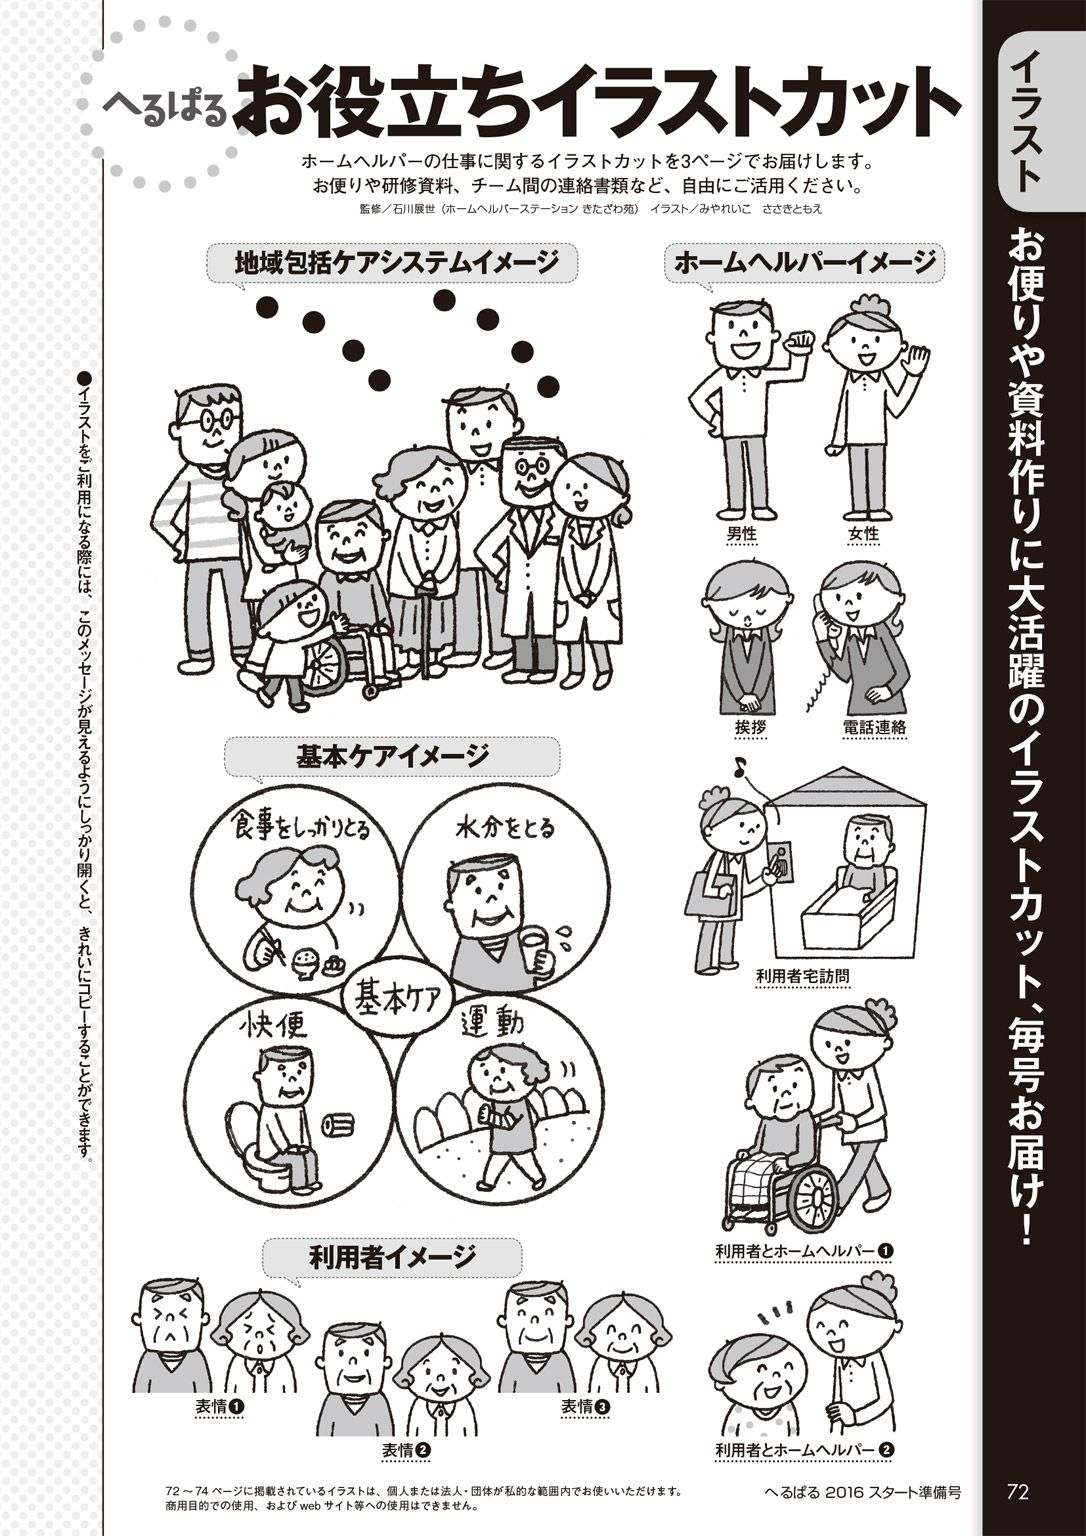 へるぱる お役立ちイラストカット
ホームヘルパーの仕事に関するイラストカットを3ページでお届けします。
お便りや研修資料、チーム間の連絡書類など、自由にご活用ください。
監修／石川展世（ホームヘルパーステーション きたざわ苑）　イラスト／みやれいこ　ささきともえ
イラスト
お便りや資料作りに大活躍のイラストカット、毎号お届け！
●イラストをご利用になる際には、このメッセージが見えるようにしっかり開くと、きれいにコピーすることができます。
地域包括ケアシステムイメージ
ホームヘルパーイメージ
男性
女性
挨拶
電話連絡
利用者宅訪問
利用者とホームヘルパー❶
利用者とホームヘルパー❷
基本ケアイメージ
食事をしっかりとる
水分をとる
基本ケア
快便
運動
利用者イメージ
表情❶
表情❷
表情❸
72～74ページに掲載されているイラストは、個人または法人・団体が私的な範囲内でお使いいただけます。
商用目的での使用、およびwebサイト等への使用はできません。
へるぱる 2016 スタート準備号
72